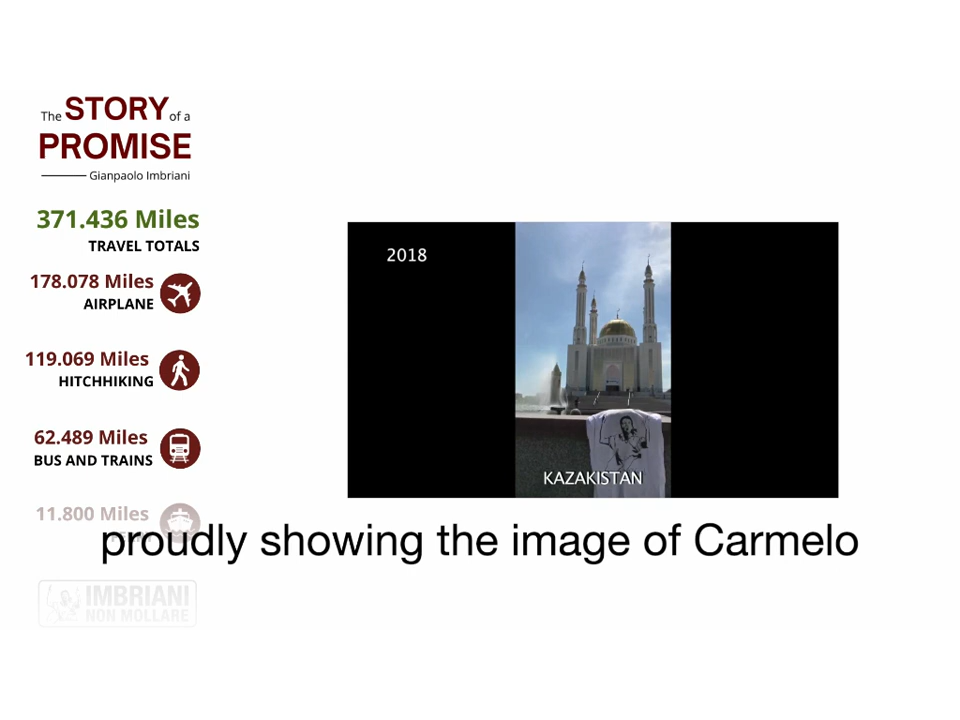 The STORY of a
PROMISE
Gianpaolo Imbriani
371.436 Miles
TRAVEL TOTALS
178.078 Miles
AIRPLANE
119.069 Miles
HITCHHIKING
62.489 Miles
BUS AND TRAINS
11.800 Miles
2018
KAZAKISTAN
proudly showing the image of Carmelo
IMBRIANI
NON MOLLARE